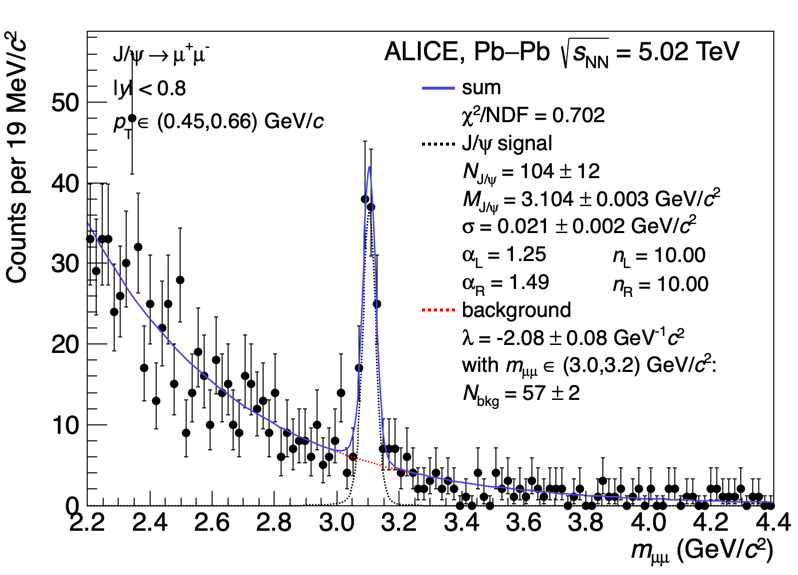 J/ψ → μ⁺μ⁻
|y| < 0.8
p_T ∈ (0.45,0.66) GeV/c
ALICE, Pb–Pb √s_NN = 5.02 TeV
sum
χ²/NDF = 0.702
J/ψ signal
N_J/ψ = 104 ± 12
M_J/ψ = 3.104 ± 0.003 GeV/c²
σ = 0.021 ± 0.002 GeV/c²
α_L = 1.25 n_L = 10.00
α_R = 1.49 n_R = 10.00
background
λ = -2.08 ± 0.08 GeV⁻¹c²
with m_μμ ∈ (3.0,3.2) GeV/c²:
N_bkg = 57 ± 2
Counts per 19 MeV/c²
50
40
30
20
10
0
2.2 2.4 2.6 2.8 3.0 3.2 3.4 3.6 3.8 4.0 4.2 4.4
m_μμ (GeV/c²)